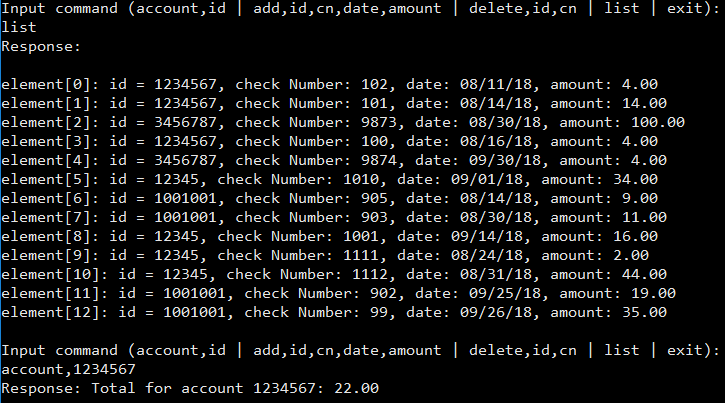 Input command (account,id | add,id,cn,date,amount | delete,id,cn | list | exit):
list
Response:
element[0]: id = 1234567, check Number: 102, date: 08/11/18, amount: 4.00
element[1]: id = 1234567, check Number: 101, date: 08/14/18, amount: 14.00
element[2]: id = 3456787, check Number: 9873, date: 08/30/18, amount: 100.00
element[3]: id = 1234567, check Number: 100, date: 08/16/18, amount: 4.00
element[4]: id = 3456787, check Number: 9874, date: 09/30/18, amount: 4.00
element[5]: id = 12345, check Number: 1010, date: 09/01/18, amount: 34.00
element[6]: id = 1001001, check Number: 905, date: 08/14/18, amount: 9.00
element[7]: id = 1001001, check Number: 903, date: 08/30/18, amount: 11.00
element[8]: id = 12345, check Number: 1001, date: 09/14/18, amount: 16.00
element[9]: id = 12345, check Number: 1111, date: 08/24/18, amount: 2.00
element[10]: id = 12345, check Number: 1112, date: 08/31/18, amount: 44.00
element[11]: id = 1001001, check Number: 902, date: 09/25/18, amount: 19.00
element[12]: id = 1001001, check Number: 99, date: 09/26/18, amount: 35.00
Input command (account,id | add,id,cn,date,amount | delete,id,cn | list | exit):
account,1234567
Response: Total for account 1234567: 22.00